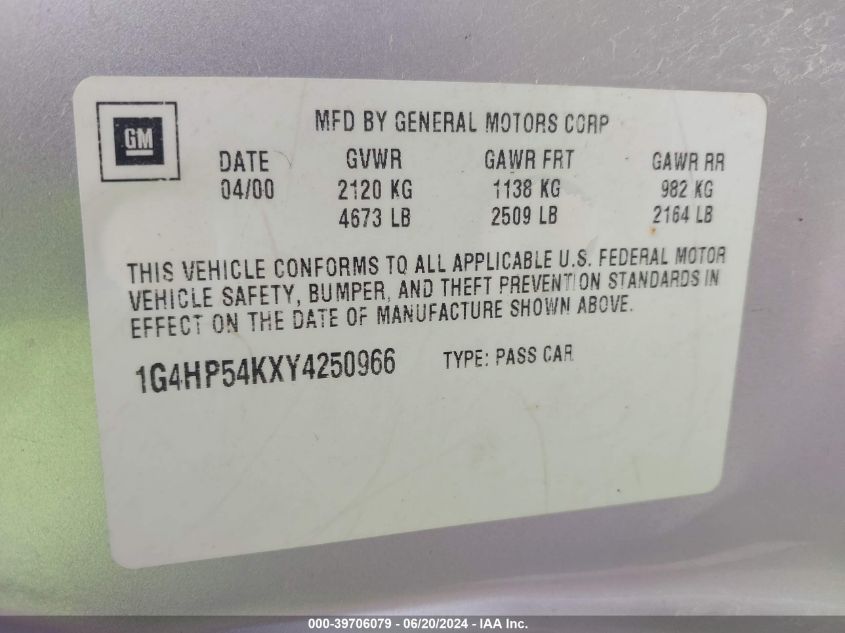 GM
MFD BY GENERAL MOTORS CORP
DATE GVWR GAWR FRT GAWR RR
04/00 2120 KG 1138 KG 982 KG
4673 LB 2509 LB 2164 LB
THIS VEHICLE CONFORMS TO ALL APPLICABLE U.S. FEDERAL MOTOR
VEHICLE SAFETY, BUMPER, AND THEFT PREVENTION STANDARDS IN
EFFECT ON THE DATE OF MANUFACTURE SHOWN ABOVE.
1G4HP54KXY4250966 TYPE: PASS CAR
000-39706079 - 06/20/2024 - IAA Inc.